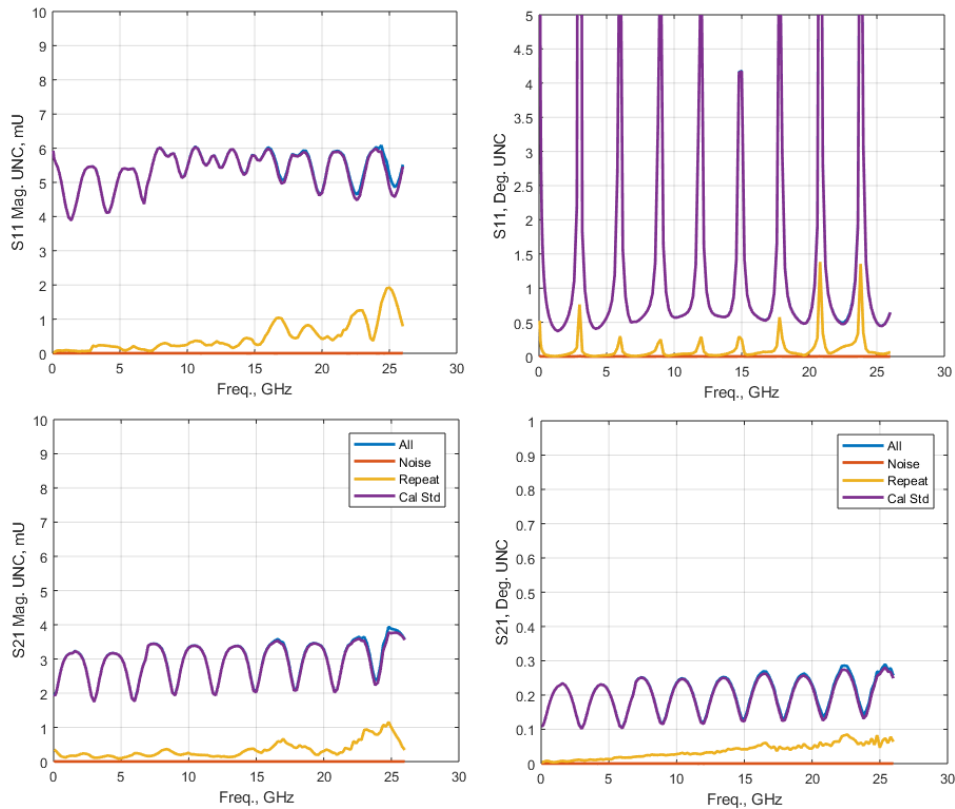 10
9
8
7
6
5
4
3
2
1
0
S11 Mag. UNC, mU
0 5 10 15 20 25 30
Freq., GHz
5
4.5
4
3.5
3
2.5
2
1.5
1
0.5
0
S11, Deg. UNC
0 5 10 15 20 25 30
Freq., GHz
10
9
8
7
6
5
4
3
2
1
0
S21 Mag. UNC, mU
All
Noise
Repeat
Cal Std
0 5 10 15 20 25 30
Freq., GHz
1
0.9
0.8
0.7
0.6
0.5
0.4
0.3
0.2
0.1
0
S21, Deg. UNC
All
Noise
Repeat
Cal Std
0 5 10 15 20 25 30
Freq., GHz